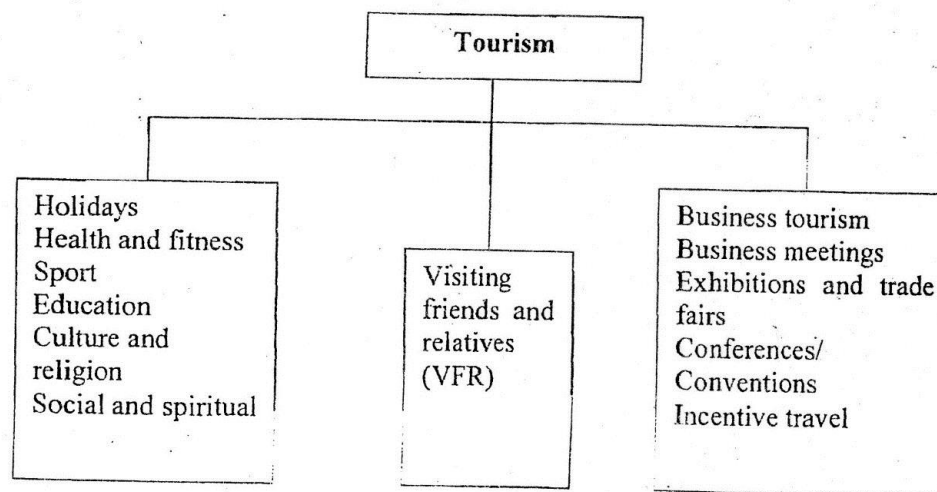 Tourism
Holidays
Health and fitness
Sport
Education
Culture and
religion
Social and spiritual
Visiting
friends and
relatives
(VFR)
Business tourism
Business meetings
Exhibitions and trade
fairs
Conferences/
Conventions
Incentive travel